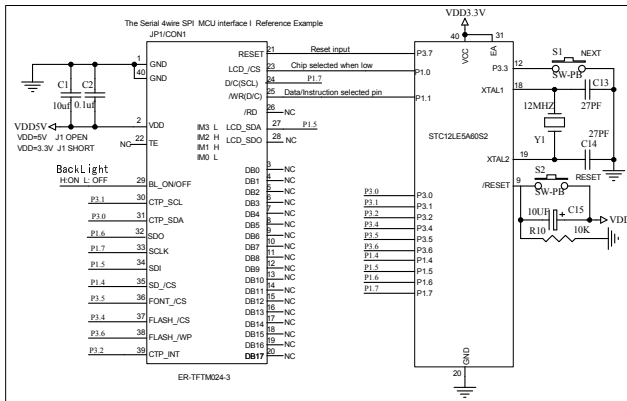 The Serial 4wire SPI  MCU interface I  Reference Example
JP1/CON1
1 GND
40 GND
C1 C2
10uf 0.1uf
VDD5V
VDD=5V  J1 OPEN
VDD=3.3V  J1 SHORT
2 VDD
NC 22 TE
BackLight
H:ON  L: OFF
29 BL_ON/OFF
P3.1 30 CTP_SCL
P3.0 31 CTP_SDA
P1.6 32 SDO
P1.7 33 SCLK
P1.5 34 SDI
P1.4 35 SD_/CS
P3.5 36 FONT_/CS
P3.4 37 FLASH_/CS
P3.6 38 FLASH_/WP
P3.2 39 CTP_INT
RESET 21 Reset input
LCD_/CS 23 Chip selected when low
D/C(SCL) 24 P1.7
/WR(D/C) 25 Data/Instruction selected pin
/RD 26 NC
IM3  L
IM2  H
IM1  H
IM0  L
LCD_SDA 27 P1.5
LCD_SDO 28 NC
DB0 3 NC
DB1 4 NC
DB2 5 NC
DB3 6 NC
DB4 7 NC
DB5 8 NC
DB6 9 NC
DB7 10 NC
DB8 11 NC
DB9 12 NC
DB10 13 NC
DB11 14 NC
DB12 15 NC
DB13 16 NC
DB14 17 NC
DB15 18 NC
DB16 19 NC
DB17 20 NC
ER-TFTM024-3
VDD3.3V
40 31
VCC EA
P3.7
P1.0
P1.1
STC12LE5A60S2
P3.0 P3.0
P3.1 P3.1
P3.2 P3.2
P3.4 P3.4
P3.5 P3.5
P3.6 P3.6
P1.4 P1.4
P1.5 P1.5
P1.6 P1.6
P1.7 P1.7
GND
20
P3.3 12
S1 NEXT
SW-PB
XTAL1 18
C13
27PF
12MHZ
Y1
27PF
C14
XTAL2 19
RESET
/RESET 9
S2
SW-PB
10UF C15
VDD
R10 10K